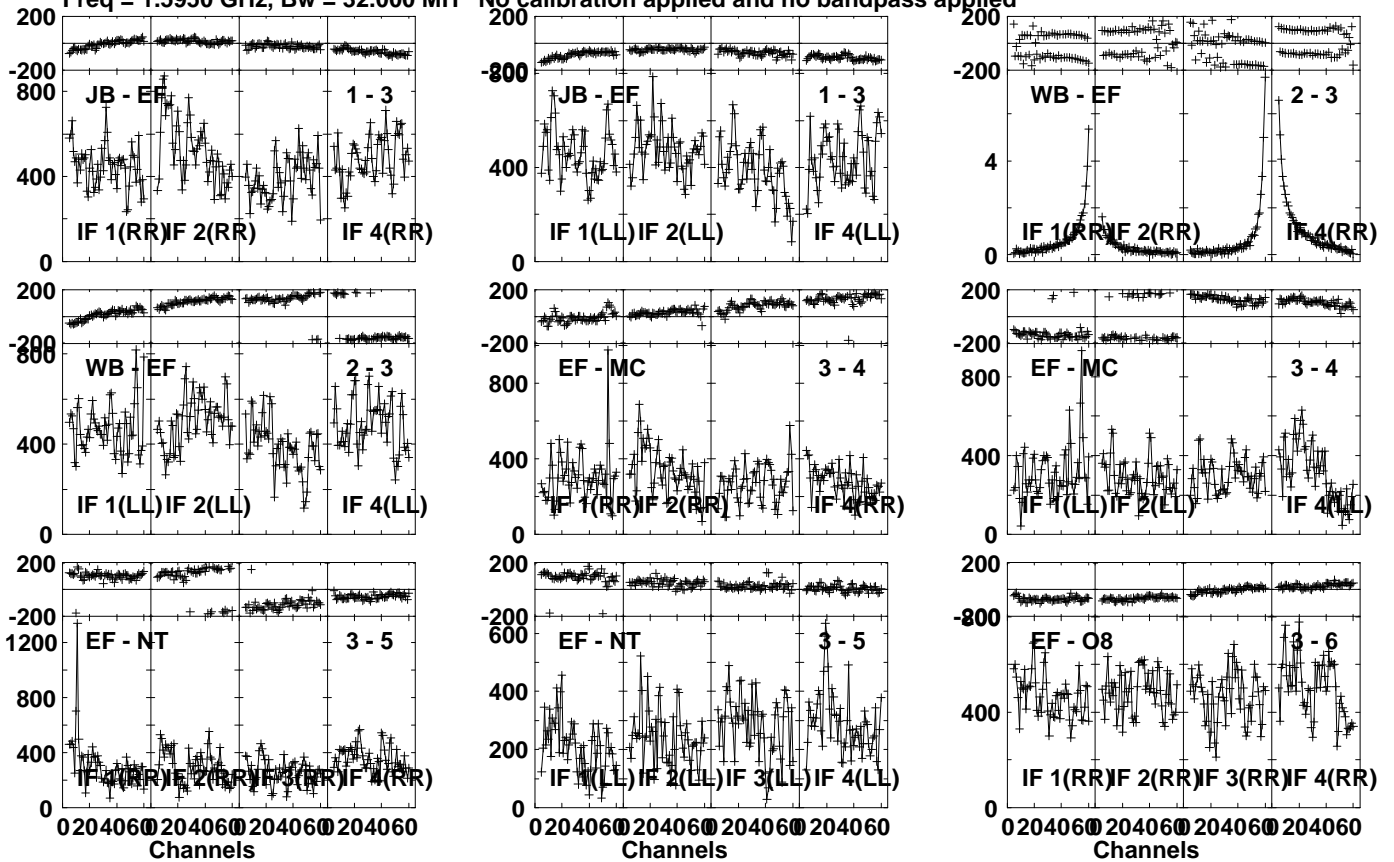 Freq = 1.5950 GHz, Bw = 32.000 MH No calibration applied and no bandpass applied
200
-200
800
400
0
JB - EF
1 - 3
IF 1(RR)
IF 2(RR)
IF 4(RR)
200
-200
800
400
0
JB - EF
1 - 3
IF 1(LL)
IF 2(LL)
IF 4(LL)
200
-200
4
0
WB - EF
2 - 3
IF 1(RR)
IF 2(RR)
IF 4(RR)
200
-200
800
400
0
WB - EF
2 - 3
IF 1(LL)
IF 2(LL)
IF 4(LL)
200
-200
800
400
0
EF - MC
3 - 4
IF 1(RR)
IF 2(RR)
IF 4(RR)
200
-200
800
400
0
EF - MC
3 - 4
IF 1(LL)
IF 2(LL)
IF 4(LL)
200
-200
1200
800
400
0
EF - NT
3 - 5
IF 1(RR)
IF 2(RR)
IF 3(RR)
IF 4(RR)
0 20 40 60 0 20 40 60 0 20 40 60 0 20 40 60
Channels
200
-200
600
400
200
0
EF - NT
3 - 5
IF 1(LL)
IF 2(LL)
IF 3(LL)
IF 4(LL)
0 20 40 60 0 20 40 60 0 20 40 60 0 20 40 60
Channels
200
-200
800
400
0
EF - O8
3 - 6
IF 1(RR)
IF 2(RR)
IF 3(RR)
IF 4(RR)
0 20 40 60 0 20 40 60 0 20 40 60 0 20 40 60
Channels